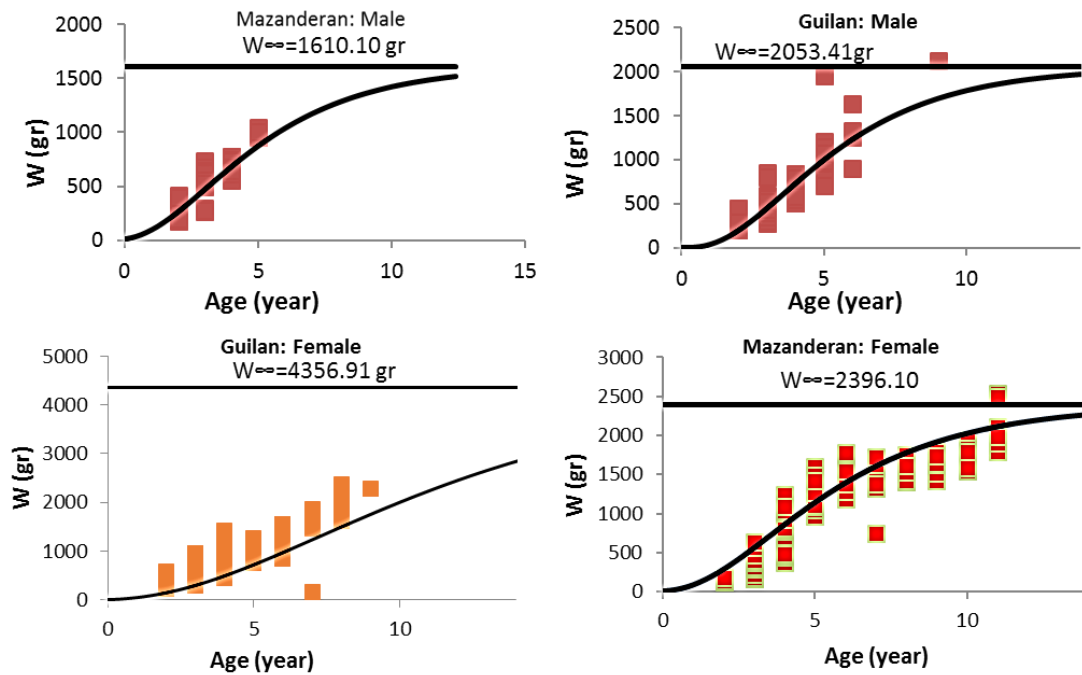 Mazanderan: Male
W∞=1610.10 gr
2000
1500
1000
500
0
W (gr)
0
5
10
15
Age (year)
Guilan: Male
W∞=2053.41gr
2500
2000
1500
1000
500
0
W (gr)
0
5
10
Age (year)
Guilan: Female
W∞=4356.91 gr
5000
4000
3000
2000
1000
0
W (gr)
0
5
10
Age (year)
Mazanderan: Female
W∞=2396.10
3000
2500
2000
1500
1000
500
0
W (gr)
0
5
10
Age (year)